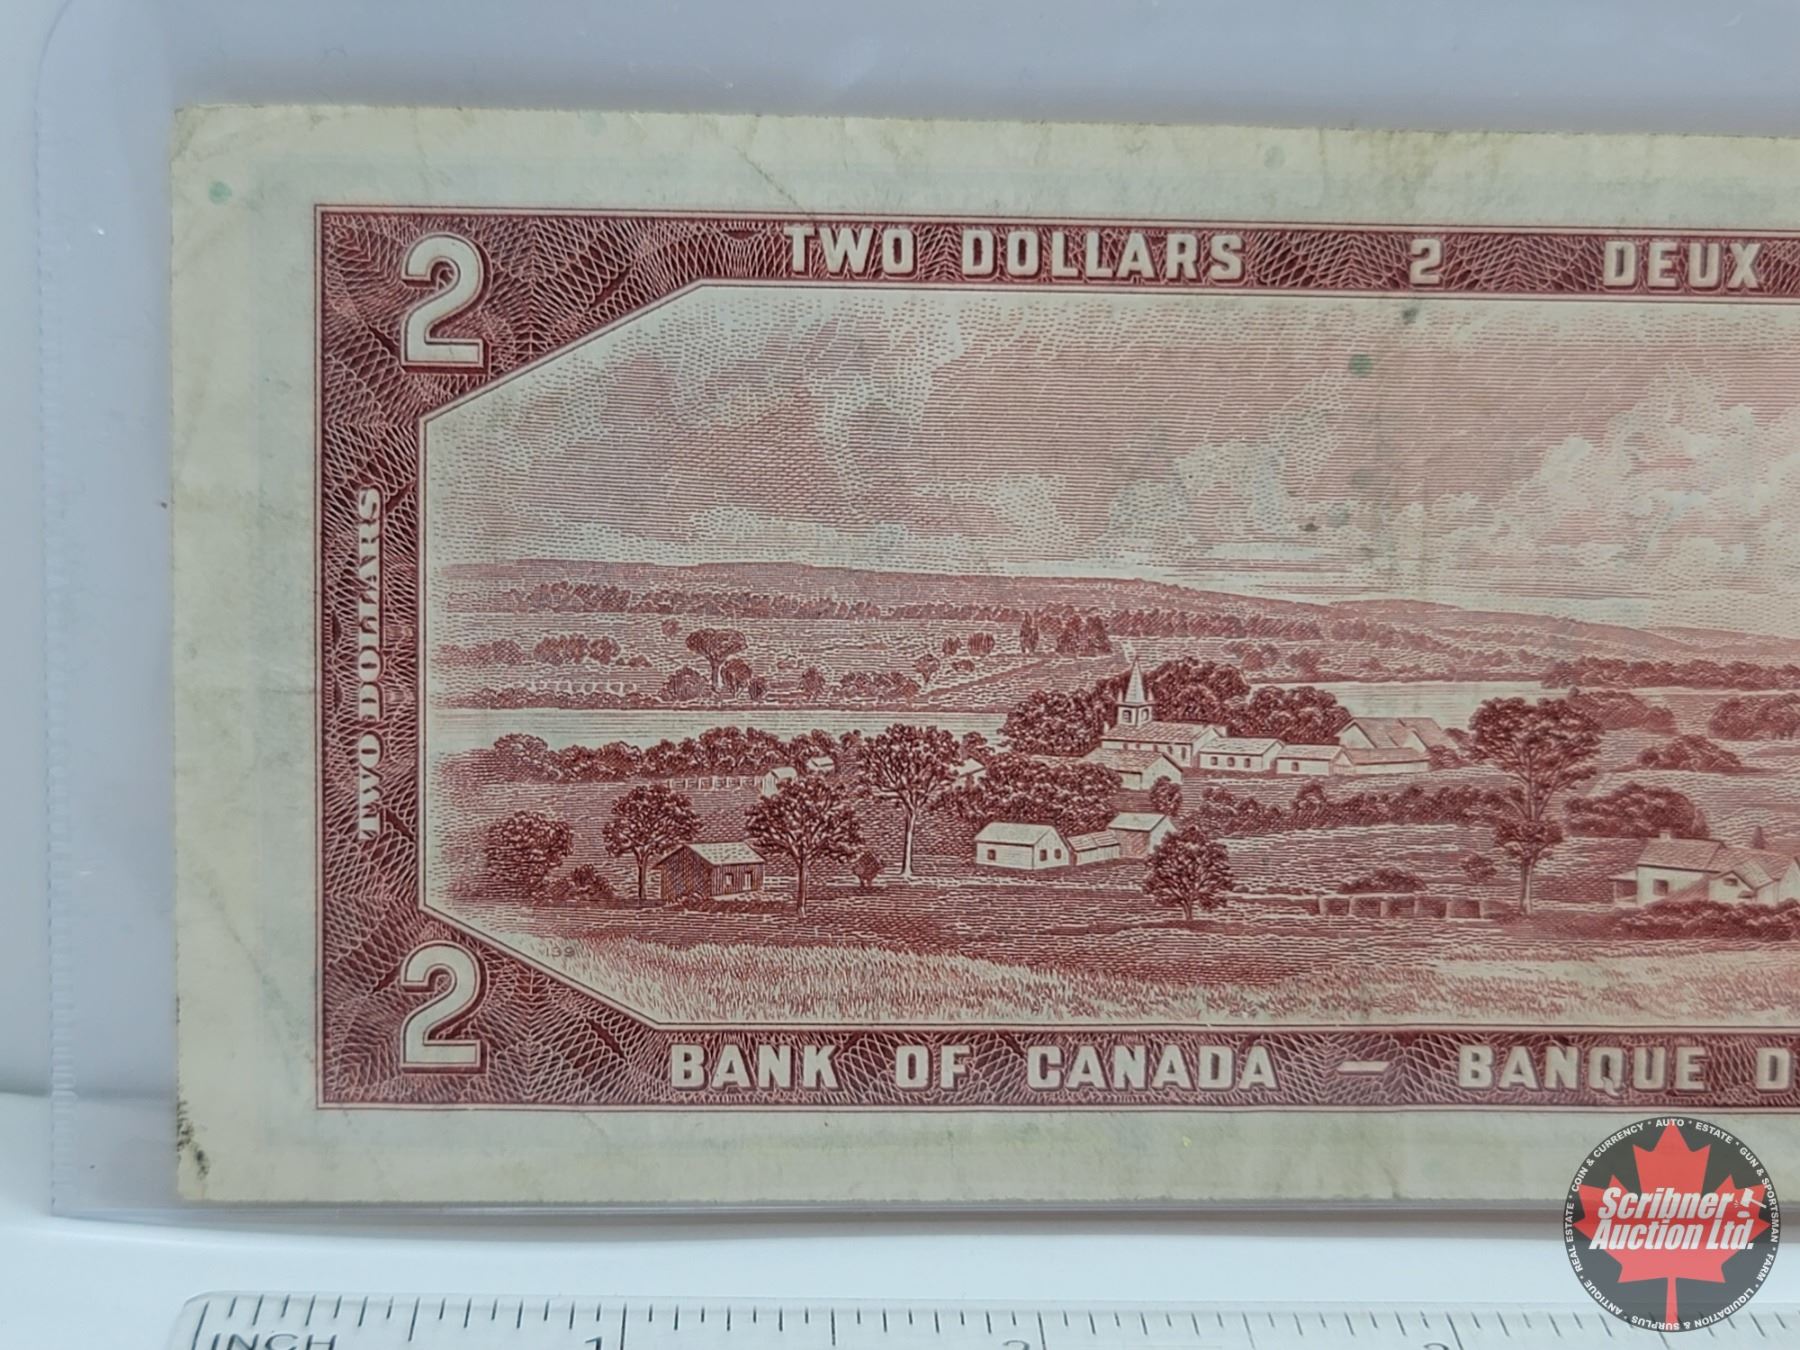 2 TWO DOLLARS 2 DEUX
TWO DOLLARS
139
2 BANK OF CANADA — BANQUE D
COIN & CURRENCY * AUTO * ESTATE * GUN & SPORTSMAN * FARM * LIQUIDATION & SURPLUS * ANTIQUE * REAL ESTATE *
Scribner
Auction Ltd.
INCH 1 2 3